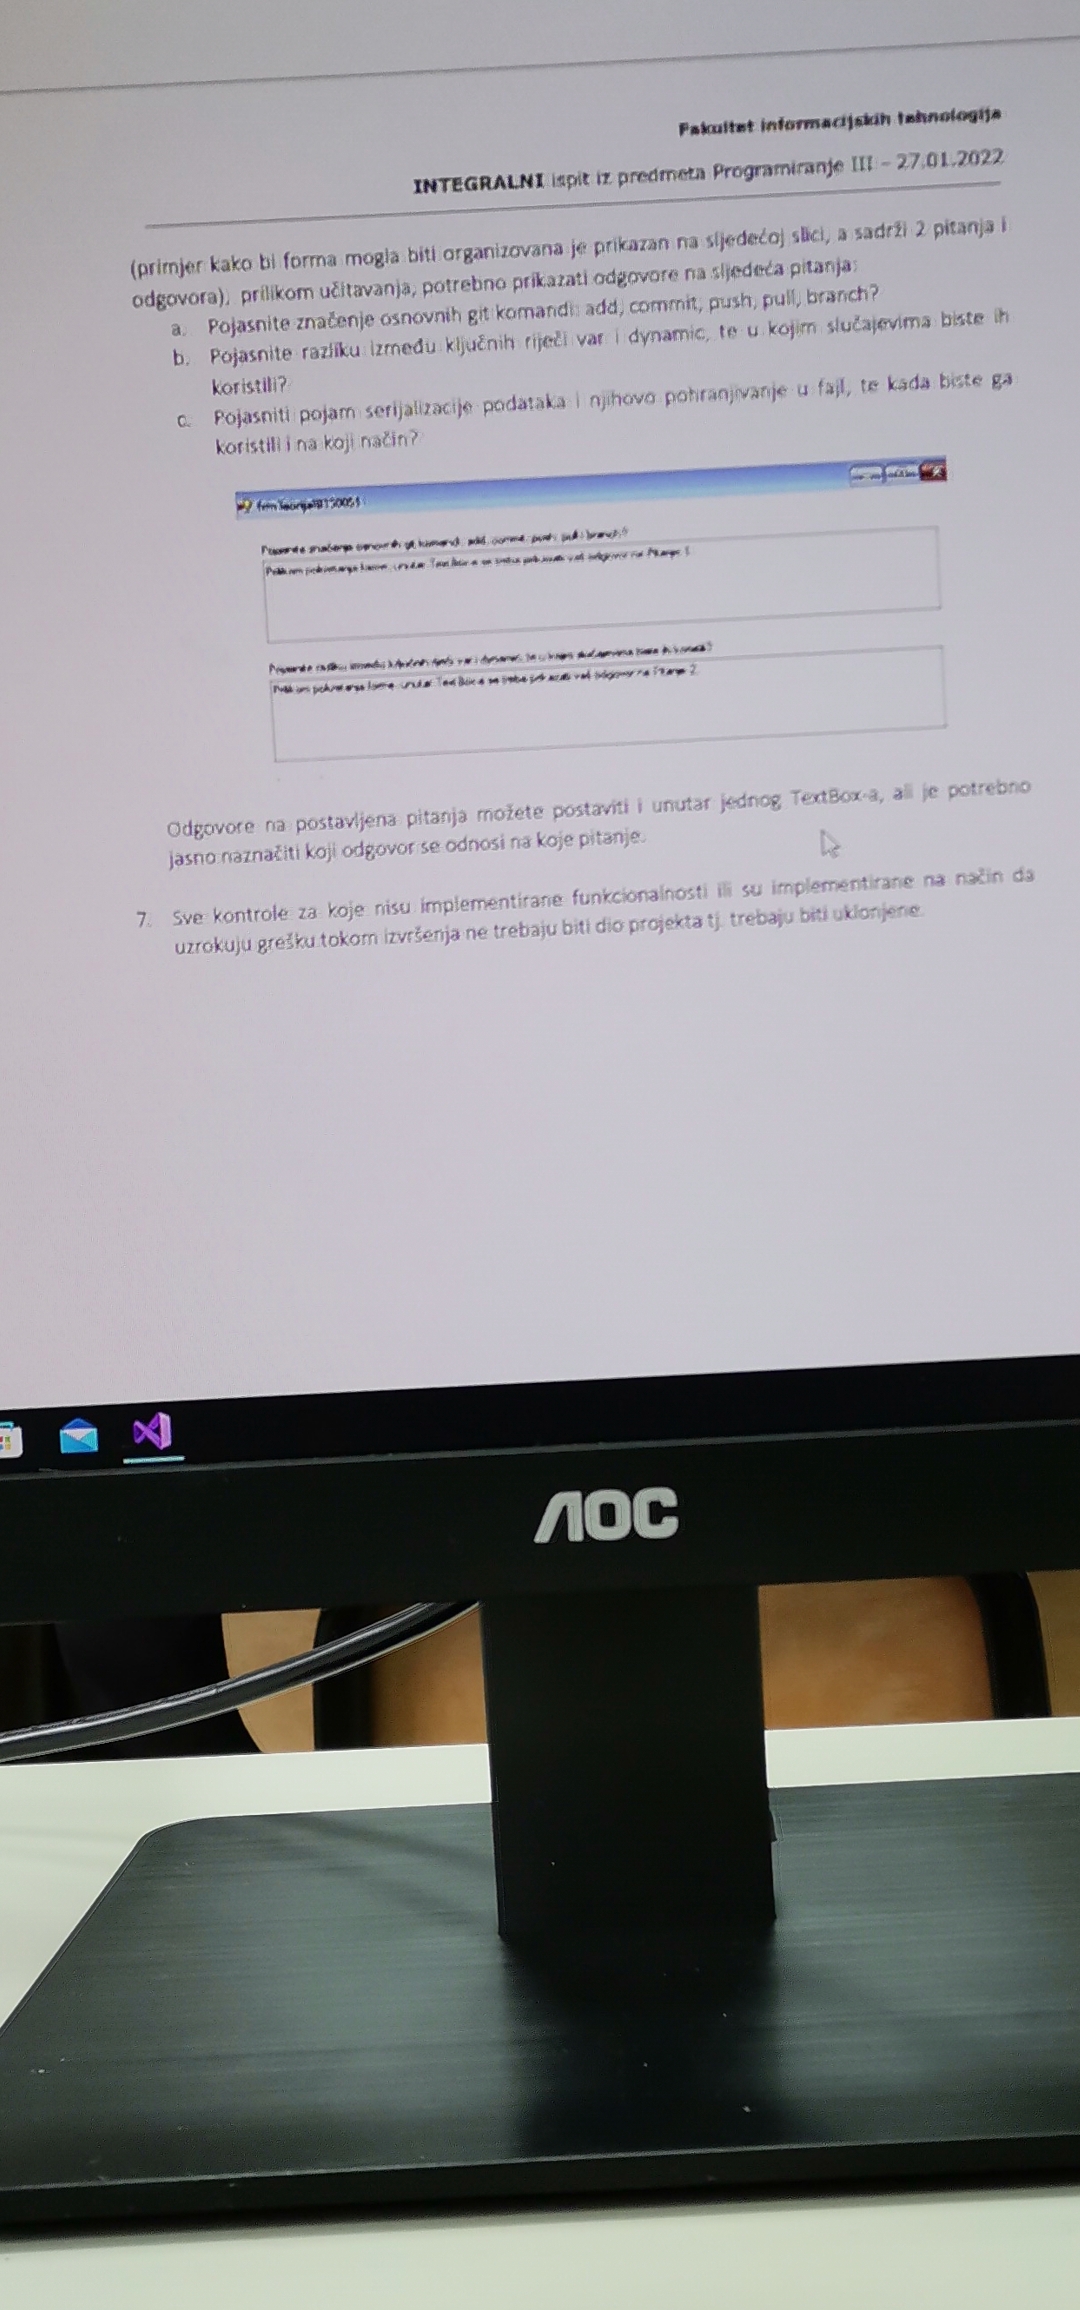 Fakultet informacijskih tehnologija
INTEGRALNI ispit iz predmeta Programiranje III – 27.01.2022
(primjer kako bi forma mogla biti organizovana je prikazan na sljedećoj slici, a sadrži 2 pitanja i
odgovora), prilikom učitavanja, potrebno prikazati odgovore na sljedeća pitanja:
a. Pojasnite značenje osnovnih git komandi: add, commit, push, pull, branch?
b. Pojasnite razliku između ključnih riječi var i dynamic, te u kojim slučajevima biste ih
koristili?
c. Pojasniti pojam serijalizacije podataka i njihovo pohranjivanje u fajl, te kada biste ga
koristili i na koji način?
Pojasnite značenje osnovnih git komandi: add, commit, push, pull, branch?
Prilikom pokretanja forme, unutar TextBox-a se treba prikazati vaš odgovor na Pitanje 1
Pojasnite razliku između ključnih riječi var i dynamic, te u kojim slučajevima biste ih koristili?
Prilikom pokretanja forme, unutar TextBox-a se treba prikazati vaš odgovor na Pitanje 2
Odgovore na postavljena pitanja možete postaviti i unutar jednog TextBox-a, ali je potrebno
jasno naznačiti koji odgovor se odnosi na koje pitanje.
7. Sve kontrole za koje nisu implementirane funkcionalnosti ili su implementirane na način da
uzrokuju grešku tokom izvršenja ne trebaju biti dio projekta tj. trebaju biti uklonjene.
AOC